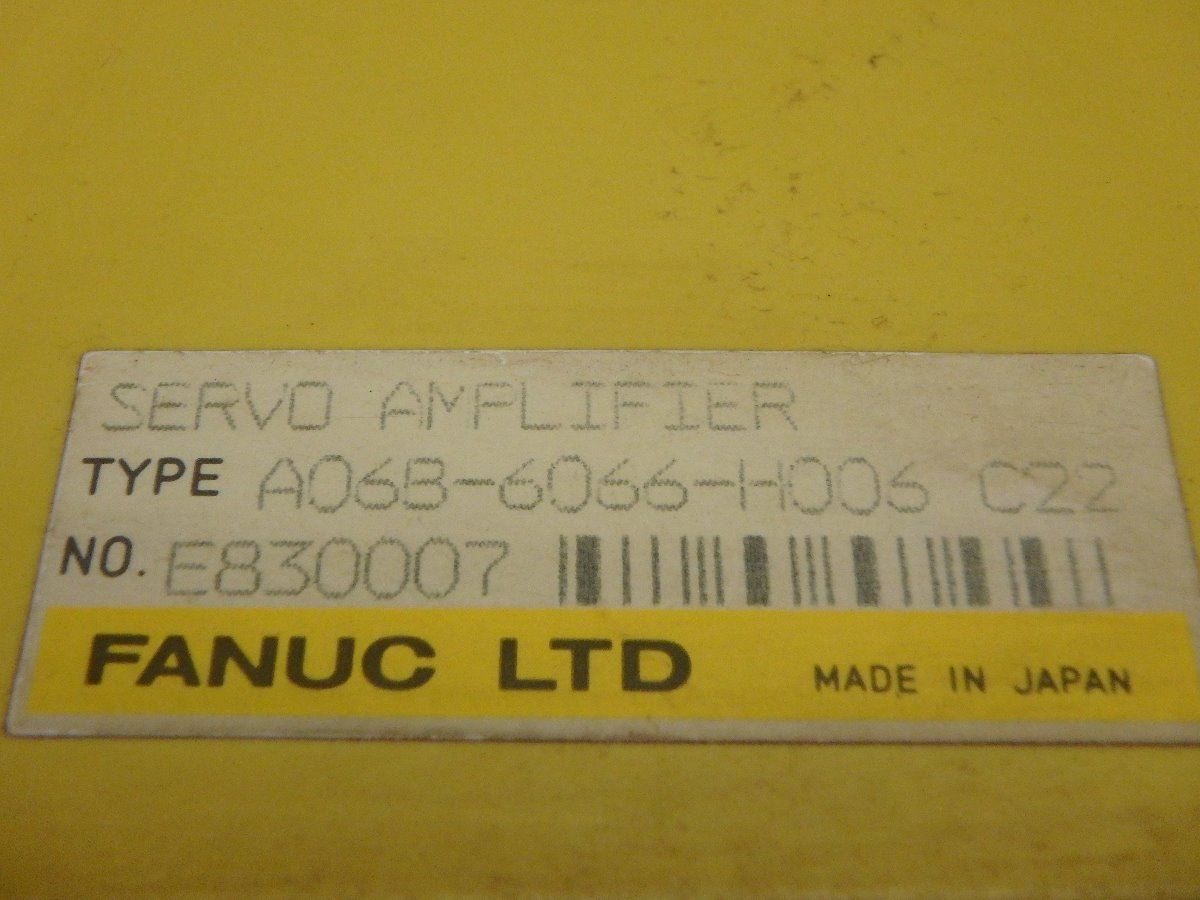 SERVO AMPLIFIER
TYPE A06B-6066-H006 C22
NO. E830007
FANUC LTD MADE IN JAPAN